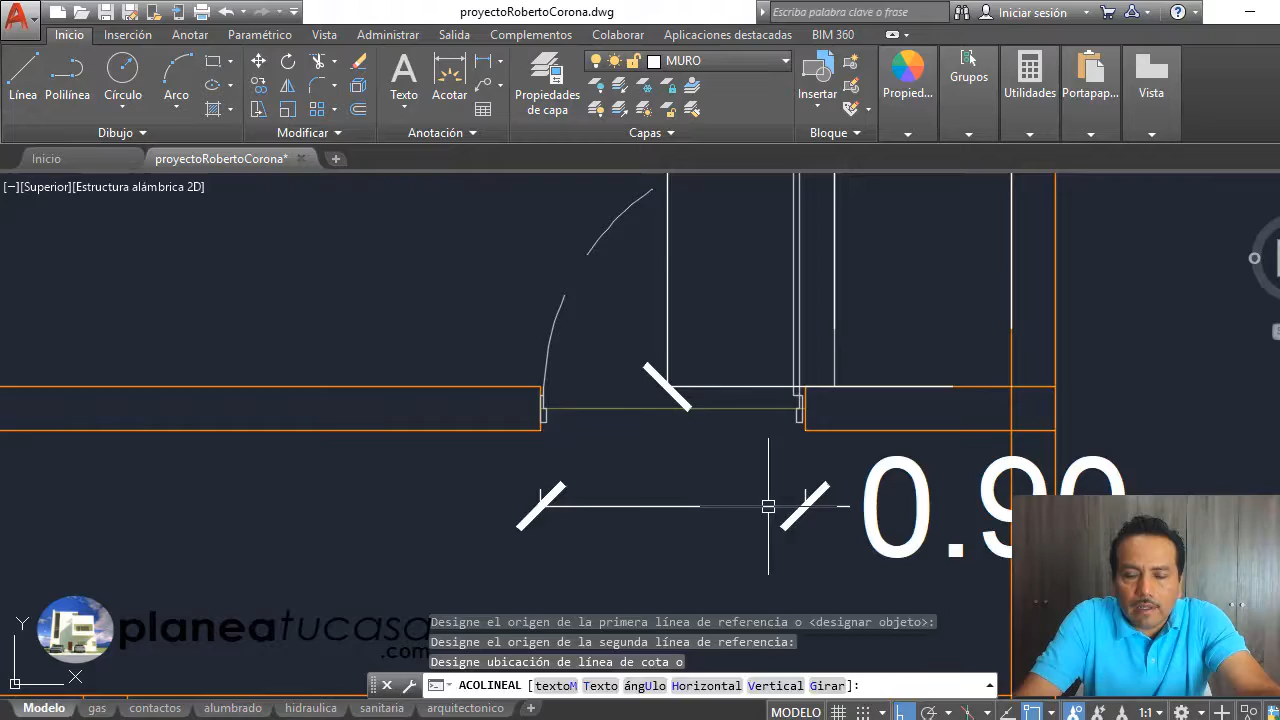 proyectoRobertoCorona.dwg
Escriba palabra clave o frase
Iniciar sesión
Inicio
Inserción
Anotar
Paramétrico
Vista
Administrar
Salida
Complementos
Colaborar
Aplicaciones destacadas
BIM 360
Línea
Polilínea
Círculo
Arco
Texto
Acotar
Propiedades de capa
MURO
Insertar
Propied...
Grupos
Utilidades
Portapap...
Vista
Dibujo
Modificar
Anotación
Capas
Bloque
Inicio
proyectoRobertoCorona*
[−][Superior][Estructura alámbrica 2D]
O
0.90
Y
X
planeatucasa
.com
Designe el origen de la primera línea de referencia o <designar objeto>:
Designe el origen de la segunda línea de referencia:
Designe ubicación de línea de cota o
ACOLINEAL [textoM Texto ángUlo Horizontal Vertical Girar]:
Modelo
gas
contactos
alumbrado
hiraulica
sanitaria
arquitectonico
MODELO
1:1